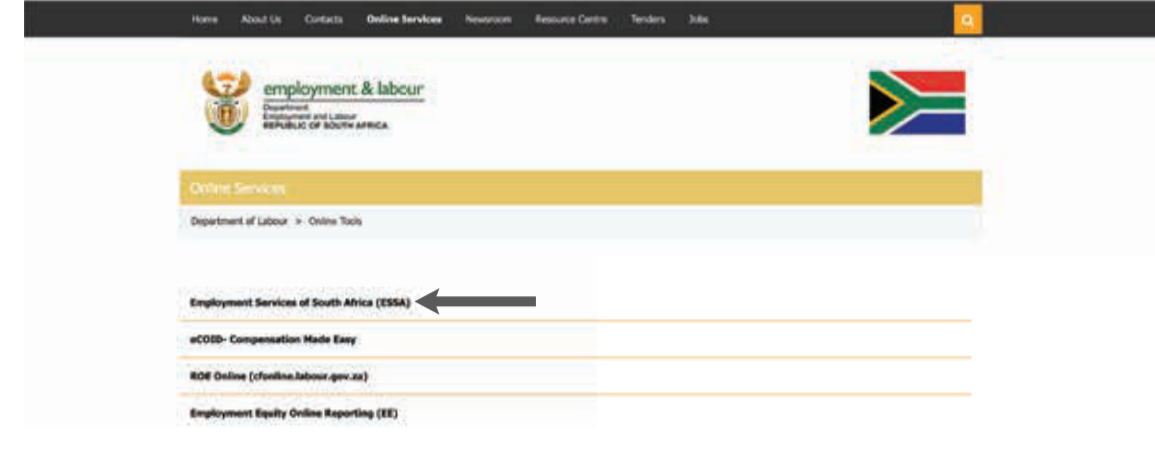 Home About Us Contacts Online Services Newsroom Resource Centre Tenders Jobs
employment & labour
Department:
Employment and Labour
REPUBLIC OF SOUTH AFRICA
Online Services
Department of Labour > Online Tools
Employment Services of South Africa (ESSA)
eCOID- Compensation Made Easy
ROE Online (cfonline.labour.gov.za)
Employment Equity Online Reporting (EE)